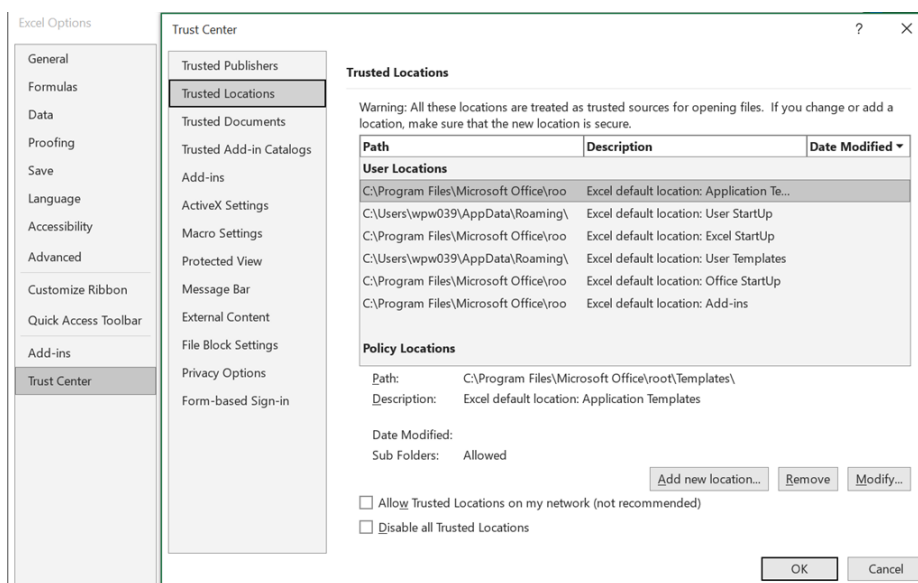 Excel Options
General
Formulas
Data
Proofing
Save
Language
Accessibility
Advanced
Customize Ribbon
Quick Access Toolbar
Add-ins
Trust Center
Trust Center
?
Trusted Publishers
Trusted Locations
Trusted Documents
Trusted Add-in Catalogs
Add-ins
ActiveX Settings
Macro Settings
Protected View
Message Bar
External Content
File Block Settings
Privacy Options
Form-based Sign-in
Trusted Locations
Warning: All these locations are treated as trusted sources for opening files. If you change or add a
location, make sure that the new location is secure.
Path Description Date Modified
User Locations
C:\Program Files\Microsoft Office\roo Excel default location: Application Te...
C:\Users\wpw039\AppData\Roaming\ Excel default location: User StartUp
C:\Program Files\Microsoft Office\roo Excel default location: Excel StartUp
C:\Users\wpw039\AppData\Roaming\ Excel default location: User Templates
C:\Program Files\Microsoft Office\roo Excel default location: Office StartUp
C:\Program Files\Microsoft Office\roo Excel default location: Add-ins
Policy Locations
Path: C:\Program Files\Microsoft Office\root\Templates\
Description: Excel default location: Application Templates
Date Modified:
Sub Folders: Allowed
Add new location... Remove Modify...
Allow Trusted Locations on my network (not recommended)
Disable all Trusted Locations
OK Cancel